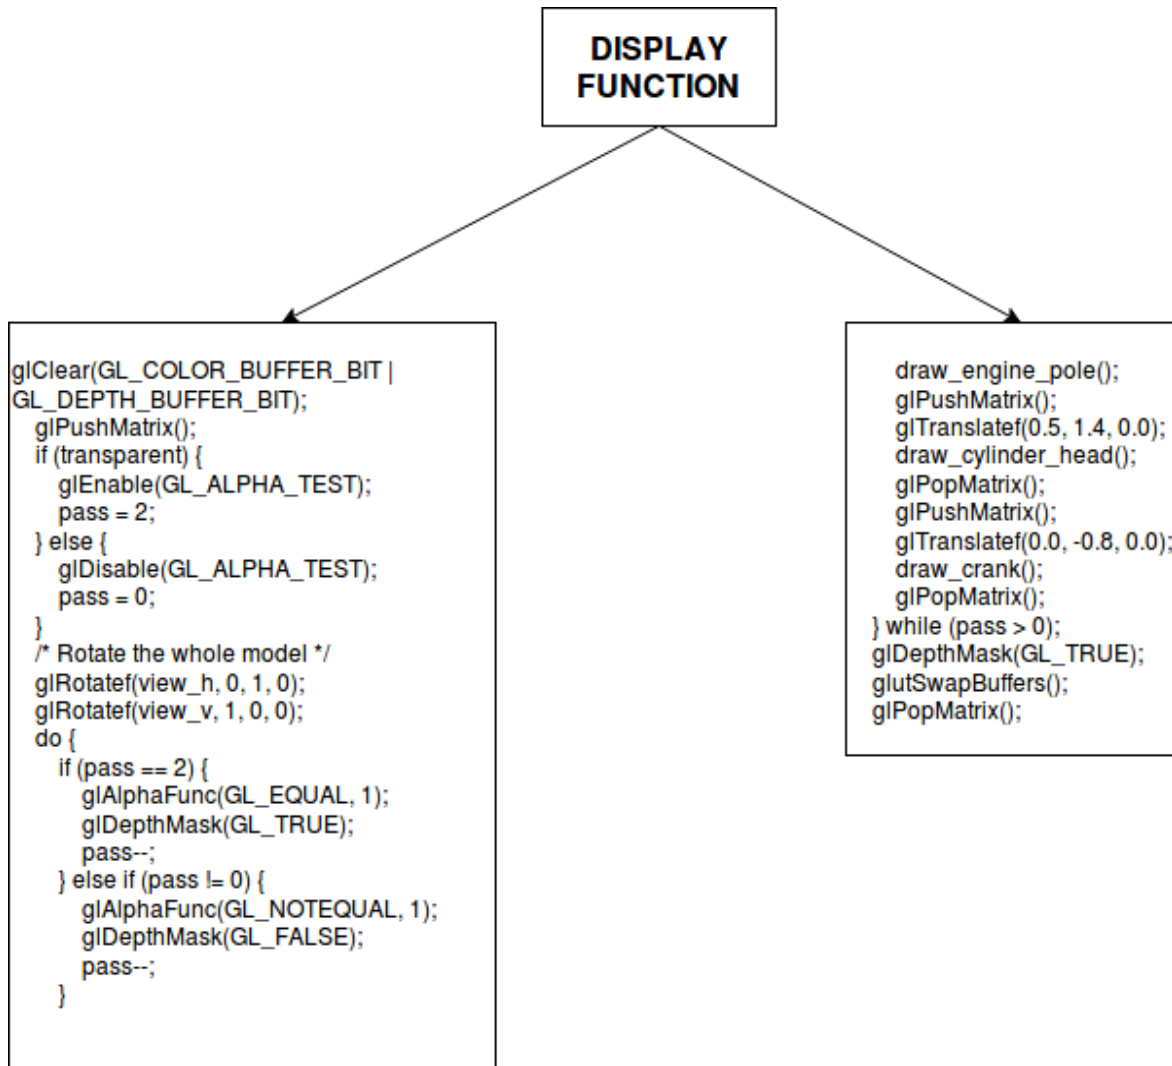 DISPLAY
FUNCTION
glClear(GL_COLOR_BUFFER_BIT |
GL_DEPTH_BUFFER_BIT);
glPushMatrix();
if (transparent) {
glEnable(GL_ALPHA_TEST);
pass = 2;
} else {
glDisable(GL_ALPHA_TEST);
pass = 0;
}
/* Rotate the whole model */
glRotatef(view_h, 0, 1, 0);
glRotatef(view_v, 1, 0, 0);
do {
if (pass == 2) {
glAlphaFunc(GL_EQUAL, 1);
glDepthMask(GL_TRUE);
pass--;
} else if (pass != 0) {
glAlphaFunc(GL_NOTEQUAL, 1);
glDepthMask(GL_FALSE);
pass--;
}
draw_engine_pole();
glPushMatrix();
glTranslatef(0.5, 1.4, 0.0);
draw_cylinder_head();
glPopMatrix();
glPushMatrix();
glTranslatef(0.0, -0.8, 0.0);
draw_crank();
glPopMatrix();
} while (pass > 0);
glDepthMask(GL_TRUE);
glutSwapBuffers();
glPopMatrix();